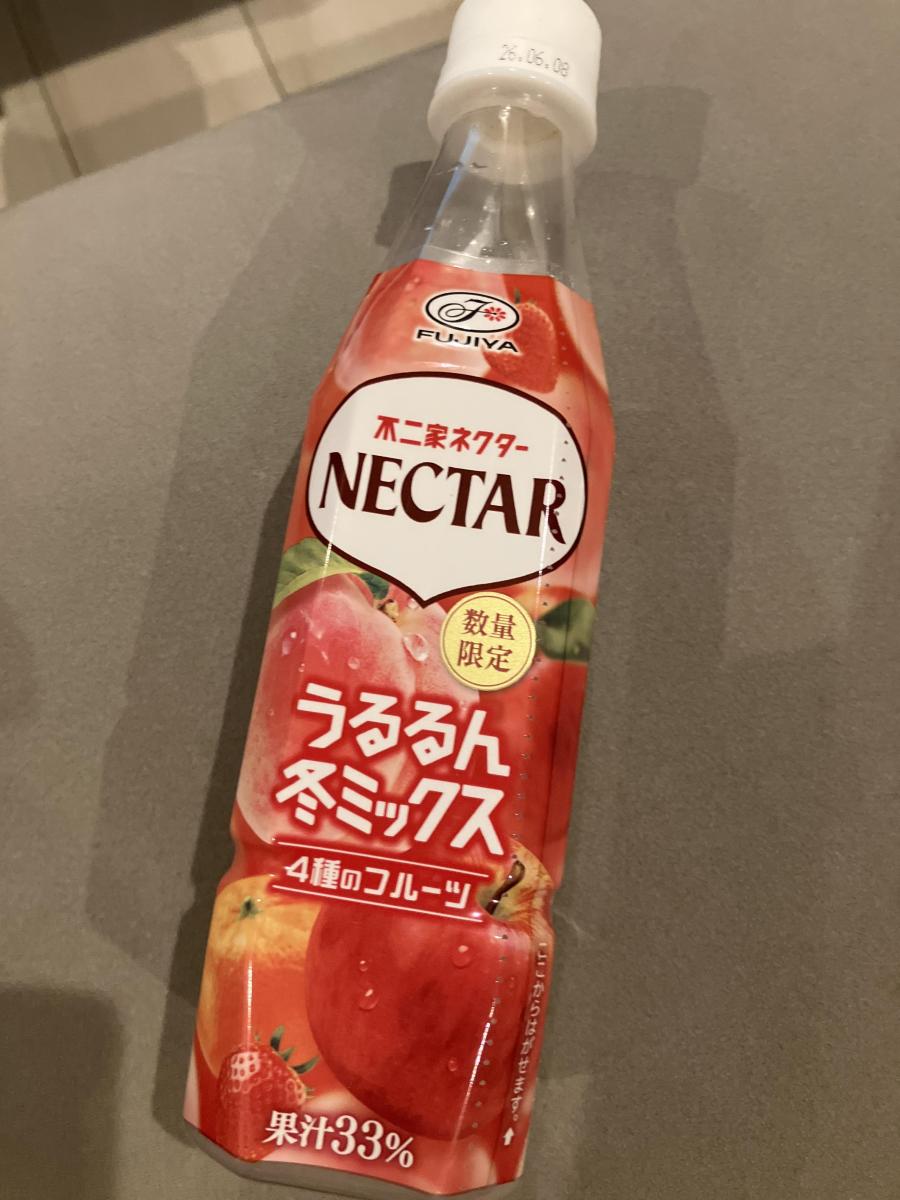 26.06.08
FUJIYA
不二家ネクター
NECTAR
数量
限定
うるるん
冬ミックス
4種のフルーツ
ここからはがせます。↑
果汁33%